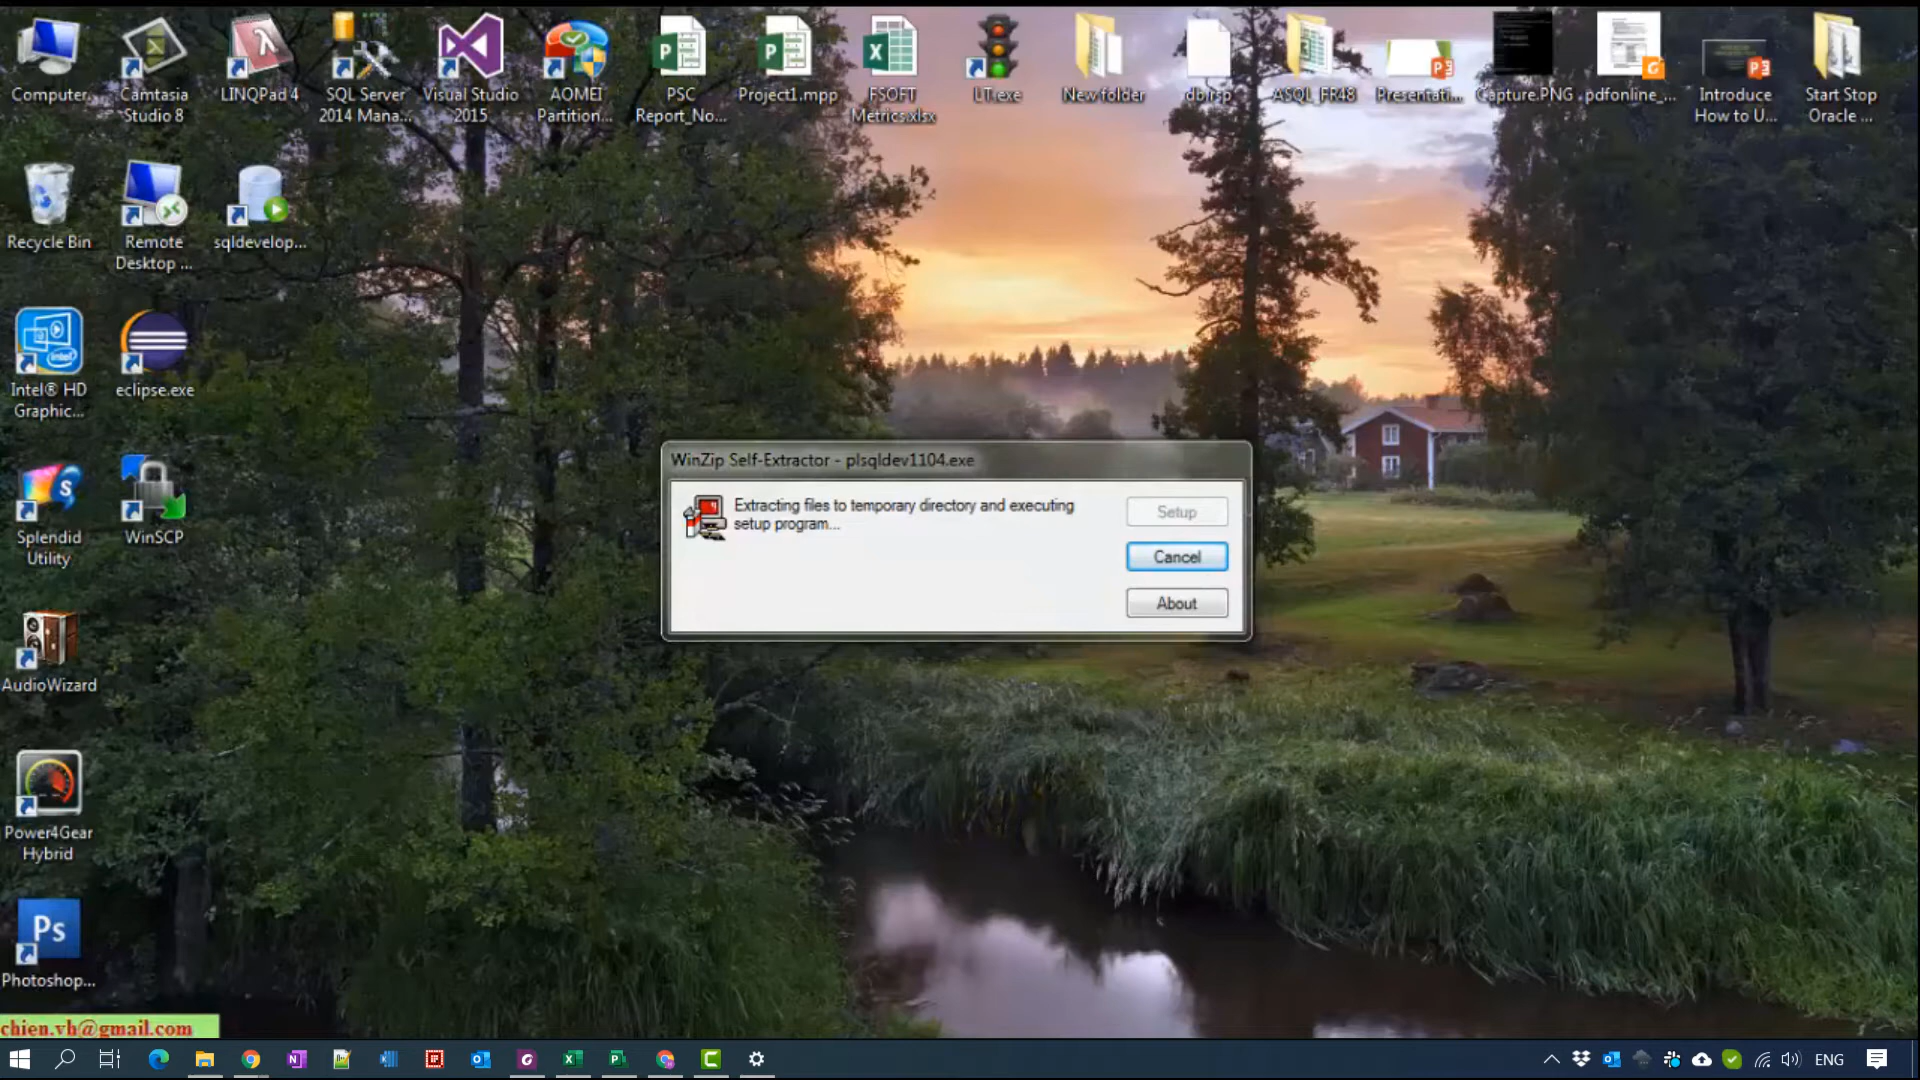 Computer
Camtasia
Studio 8
LINQPad 4
SQL Server
2014 Mana...
Visual Studio
2015
AOMEI
Partition...
PSC
Report_No...
Project1.mpp
FSOFT
Metrics.xlsx
LT.exe
New folder
db.rsp
ASQL_FR48
Presentati...
Capture.PNG
.pdfonline_...
Introduce
How to U...
Start Stop
Oracle ...
Recycle Bin
Remote
Desktop ...
sqldevelop...
Intel® HD
Graphic...
eclipse.exe
WinZip Self-Extractor - plsqldev1104.exe
Extracting files to temporary directory and executing
setup program...
Setup
Cancel
About
Splendid
Utility
WinSCP
AudioWizard
Power4Gear
Hybrid
Ps
Photoshop...
chien.vh@gmail.com
ENG